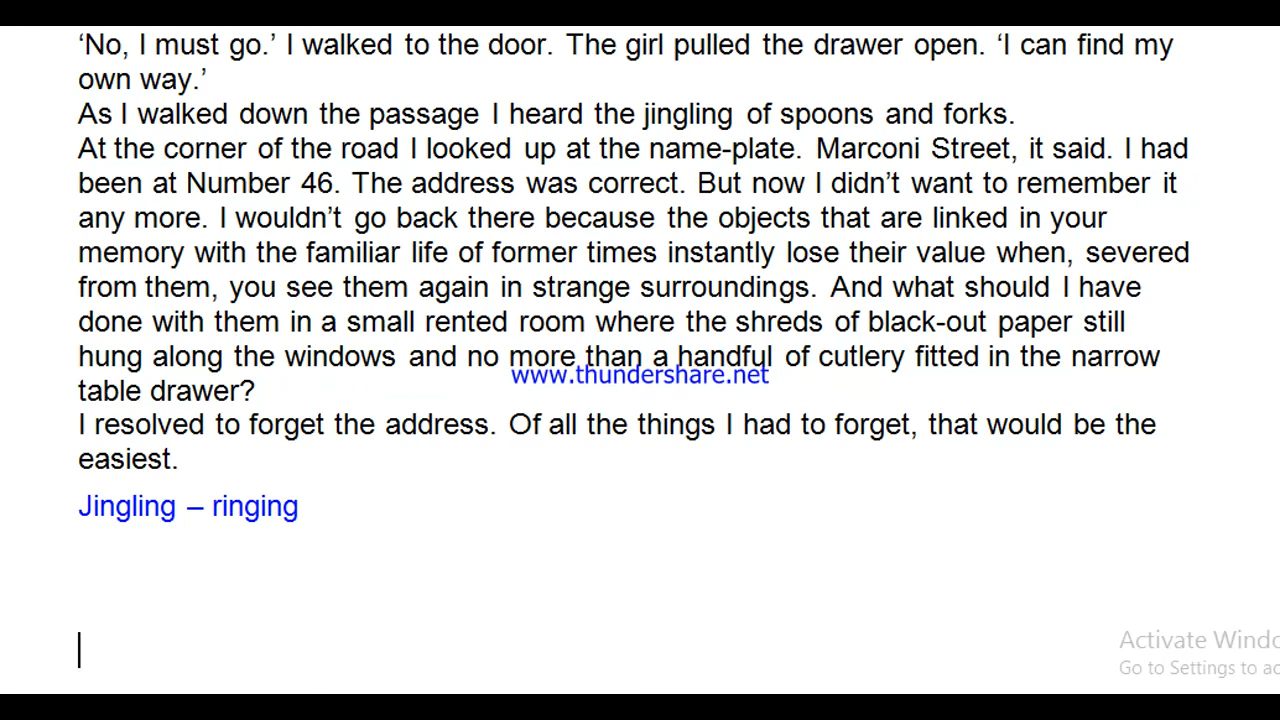 ‘No, I must go.’ I walked to the door. The girl pulled the drawer open. ‘I can find my
own way.’
As I walked down the passage I heard the jingling of spoons and forks.
At the corner of the road I looked up at the name-plate. Marconi Street, it said. I had
been at Number 46. The address was correct. But now I didn’t want to remember it
any more. I wouldn’t go back there because the objects that are linked in your
memory with the familiar life of former times instantly lose their value when, severed
from them, you see them again in strange surroundings. And what should I have
done with them in a small rented room where the shreds of black-out paper still
hung along the windows and no more than a handful of cutlery fitted in the narrow
www.thundershare.net
table drawer?
I resolved to forget the address. Of all the things I had to forget, that would be the
easiest.
Jingling – ringing
Activate
Go to Settings to